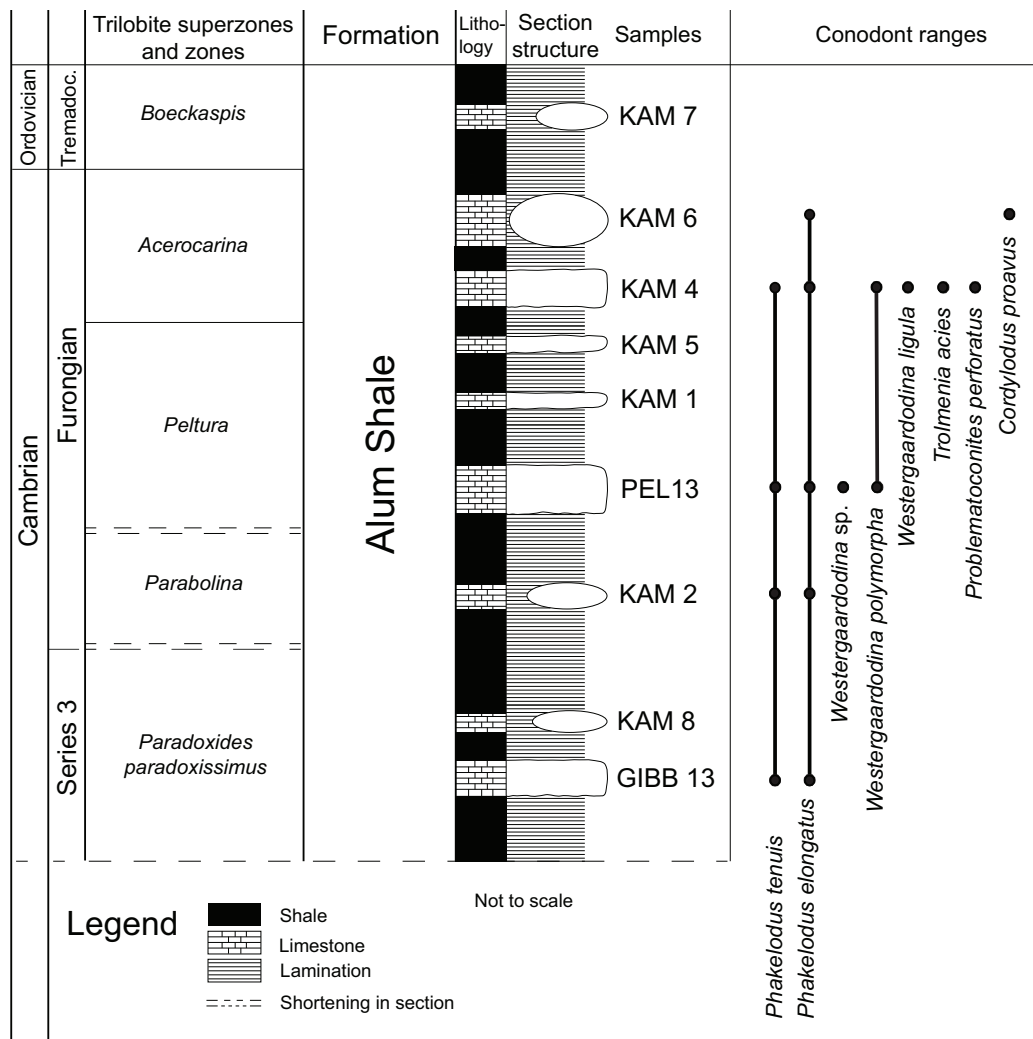 Trilobite superzones
and zones
Formation
Litho-
logy
Section
structure
Samples
Conodont ranges
Ordovician
Tremadoc.
Boeckaspis
KAM 7
Cambrian
Furongian
Acerocarina
KAM 6
KAM 4
Peltura
KAM 5
KAM 1
PEL13
Alum Shale
Parabolina
KAM 2
Series 3
Paradoxides
paradoxissimus
KAM 8
GIBB 13
Phakelodus tenuis
Phakelodus elongatus
Westergaardodina sp.
Westergaardodina polymorpha
Westergaardodina ligula
Trolmenia acies
Problematoconites perforatus
Cordylodus proavus
Not to scale
Legend
Shale
Limestone
Lamination
Shortening in section